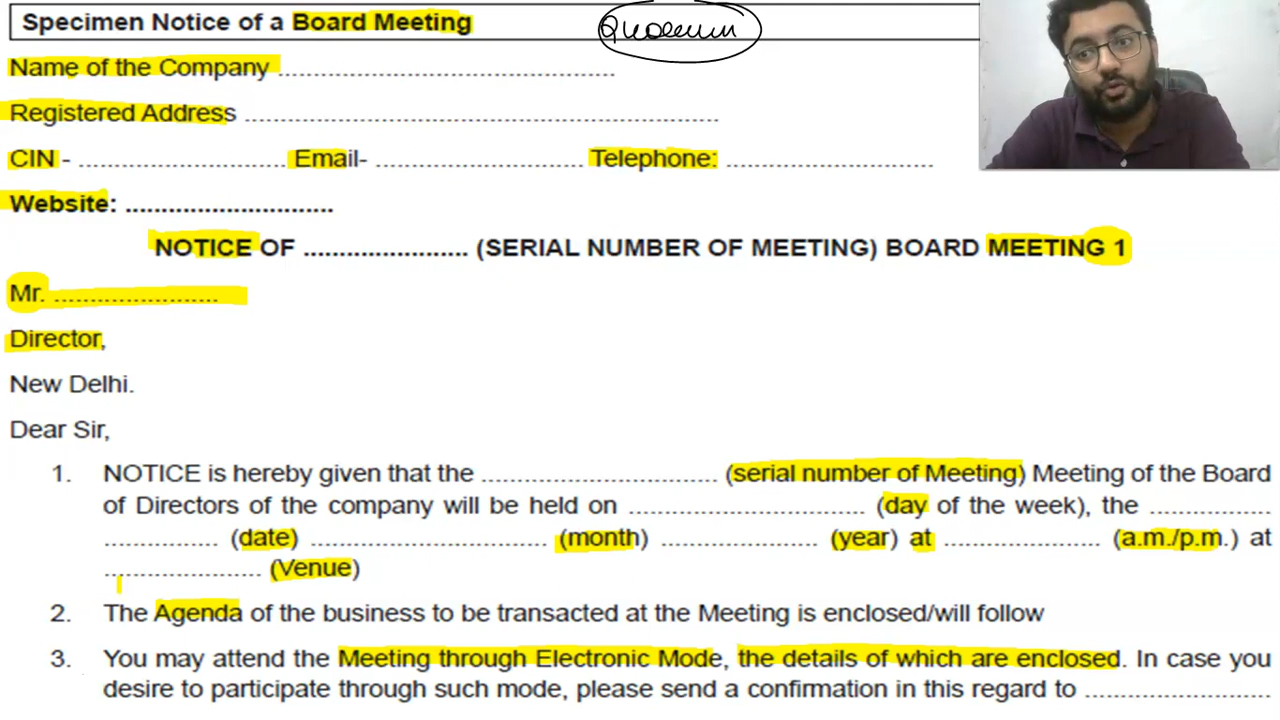 Specimen Notice of a Board Meeting
Quorum
Name of the Company ...............................................
Registered Address ..................................................................
CIN - ............................. Email- ............................. Telephone: .............................
Website: .............................
NOTICE OF ....................... (SERIAL NUMBER OF MEETING) BOARD MEETING 1
Mr. .......................
Director,
New Delhi.
Dear Sir,
1. NOTICE is hereby given that the ................................. (serial number of Meeting) Meeting of the Board
of Directors of the company will be held on ................................. (day of the week), the .................
................ (date) ................................. (month) ...................... (year) at ...................... (a.m./p.m.) at
...................... (Venue)
2. The Agenda of the business to be transacted at the Meeting is enclosed/will follow
3. You may attend the Meeting through Electronic Mode, the details of which are enclosed. In case you
desire to participate through such mode, please send a confirmation in this regard to ..........................